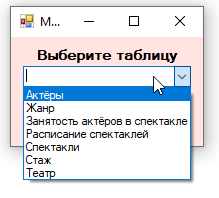 М...
Выберите таблицу
Актёры
Жанр
Занятость актёров в спектакле
Расписание спектаклей
Спектакли
Стаж
Театр